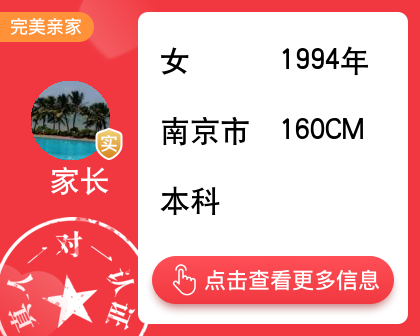 完美亲家
女 1994年
南京市 160CM
本科
实
家长
真人一对一认证
点击查看更多信息